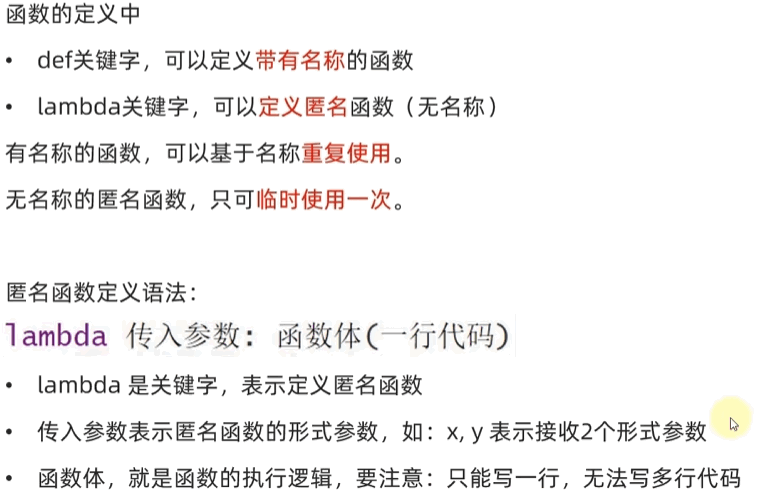 函数的定义中
• def关键字，可以定义带有名称的函数
• lambda关键字，可以定义匿名函数（无名称）
有名称的函数，可以基于名称重复使用。
无名称的匿名函数，只可临时使用一次。
匿名函数定义语法：
lambda 传入参数: 函数体(一行代码)
• lambda 是关键字，表示定义匿名函数
• 传入参数表示匿名函数的形式参数，如：x, y 表示接收2个形式参数
• 函数体，就是函数的执行逻辑，要注意：只能写一行，无法写多行代码